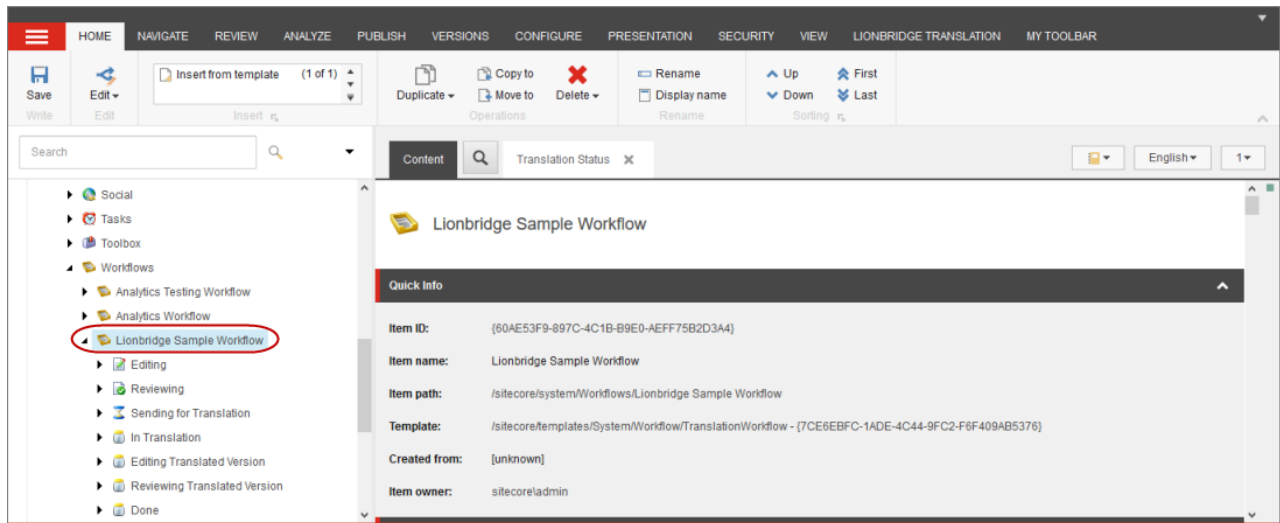 HOME NAVIGATE REVIEW ANALYZE PUBLISH VERSIONS CONFIGURE PRESENTATION SECURITY VIEW LIONBRIDGE TRANSLATION MY TOOLBAR
Insert from template (1 of 1) Copy to Rename Up First
Save Edit Duplicate Move to Delete Display name Down Last
Write Edit Insert Operations Rename Sorting
Search
Content Translation Status English 1
Social
Tasks
Toolbox
Workflows
Analytics Testing Workflow
Analytics Workflow
Lionbridge Sample Workflow
Editing
Reviewing
Sending for Translation
In Translation
Editing Translated Version
Reviewing Translated Version
Done
Lionbridge Sample Workflow
Quick Info
Item ID: {60AE53F9-897C-4C1B-B9E0-AEFF75B2D3A4}
Item name: Lionbridge Sample Workflow
Item path: /sitecore/system/Workflows/Lionbridge Sample Workflow
Template: /sitecore/templates/System/Workflow/TranslationWorkflow - {7CE6EBFC-1ADE-4C44-9FC2-F6F409AB5376}
Created from: [unknown]
Item owner: sitecore\admin